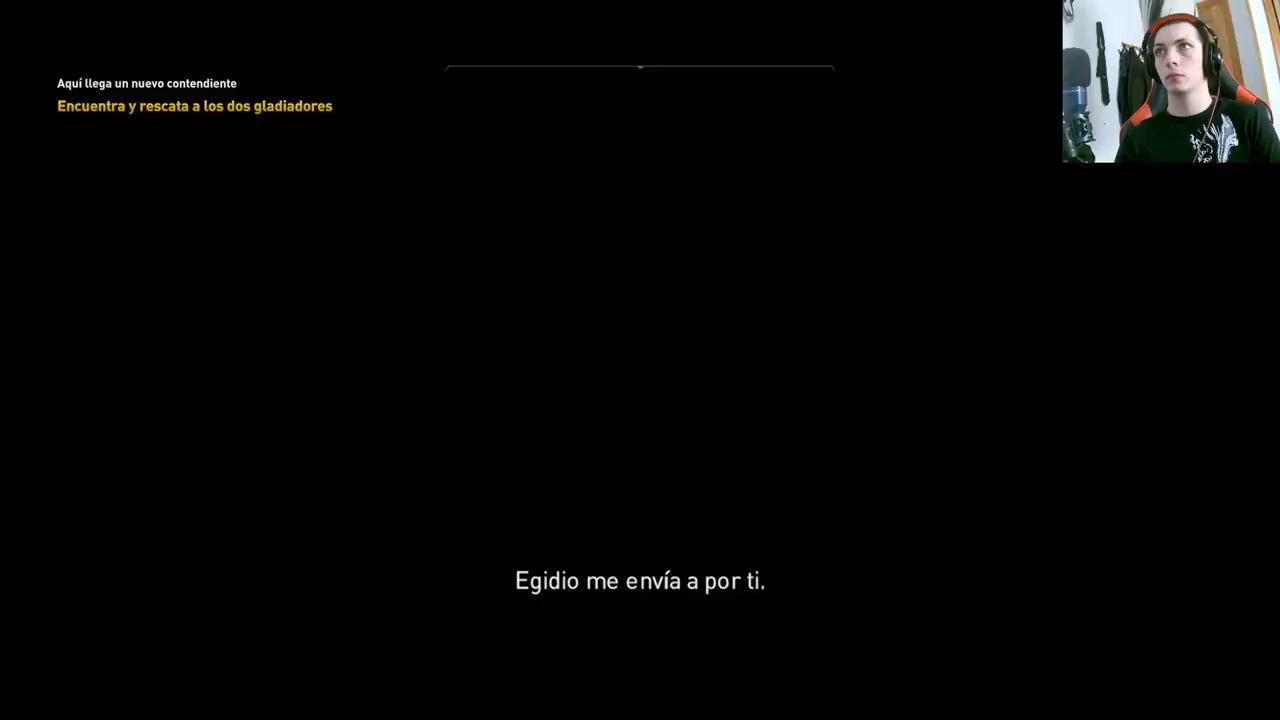 Aquí llega un nuevo contendiente
Encuentra y rescata a los dos gladiadores
Egidio me envía a por ti.